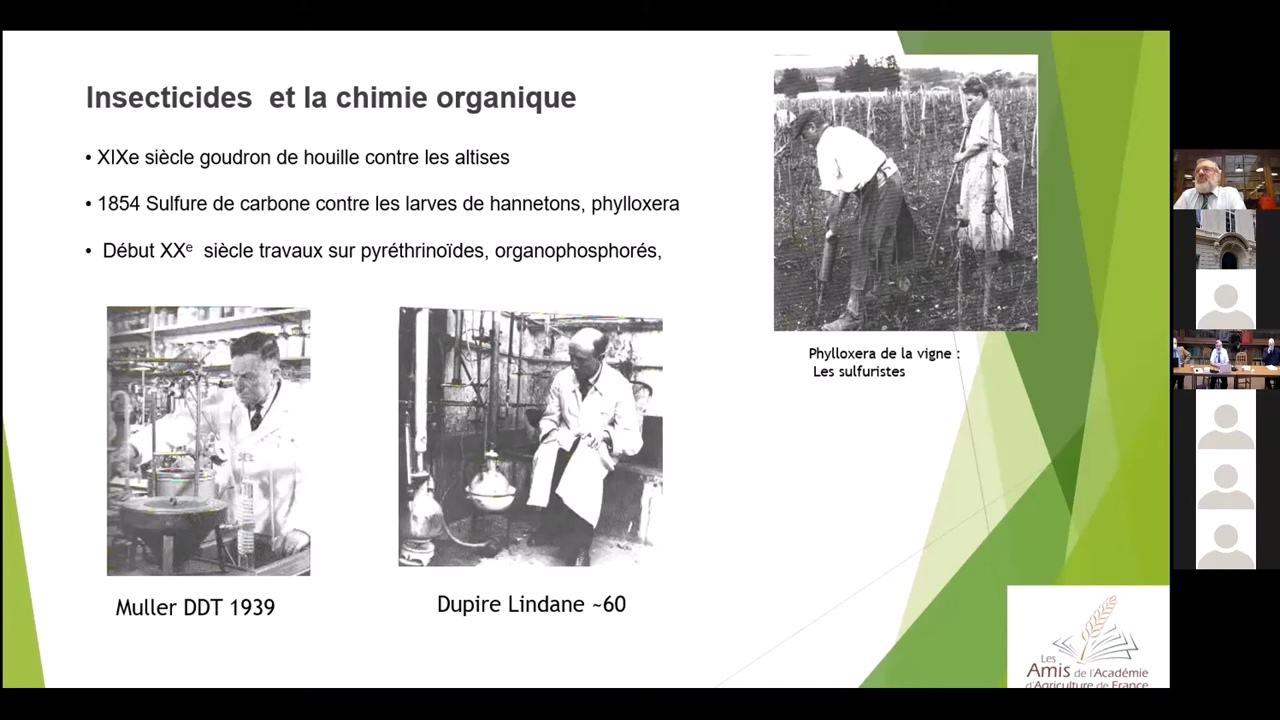 Insecticides et la chimie organique
• XIXe siècle goudron de houille contre les altises
• 1854 Sulfure de carbone contre les larves de hannetons, phylloxera
• Début XXe siècle travaux sur pyréthrinoïdes, organophosphorés,
Phylloxera de la vigne :
Les sulfuristes
Muller DDT 1939
Dupire Lindane ~60
Les
Amis de l'Académie
d'Agriculture de France